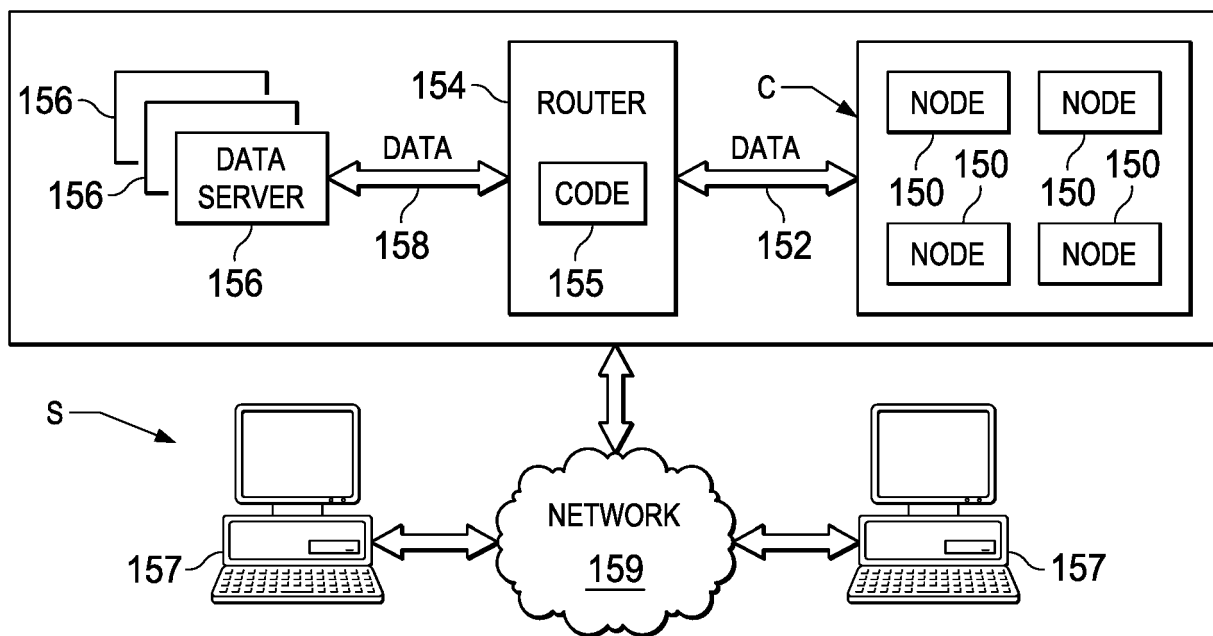 156
156
DATA
SERVER
156
DATA
158
154
ROUTER
CODE
155
DATA
152
C
NODE
NODE
150
150
150
150
NODE
NODE
S
157
NETWORK
159
157